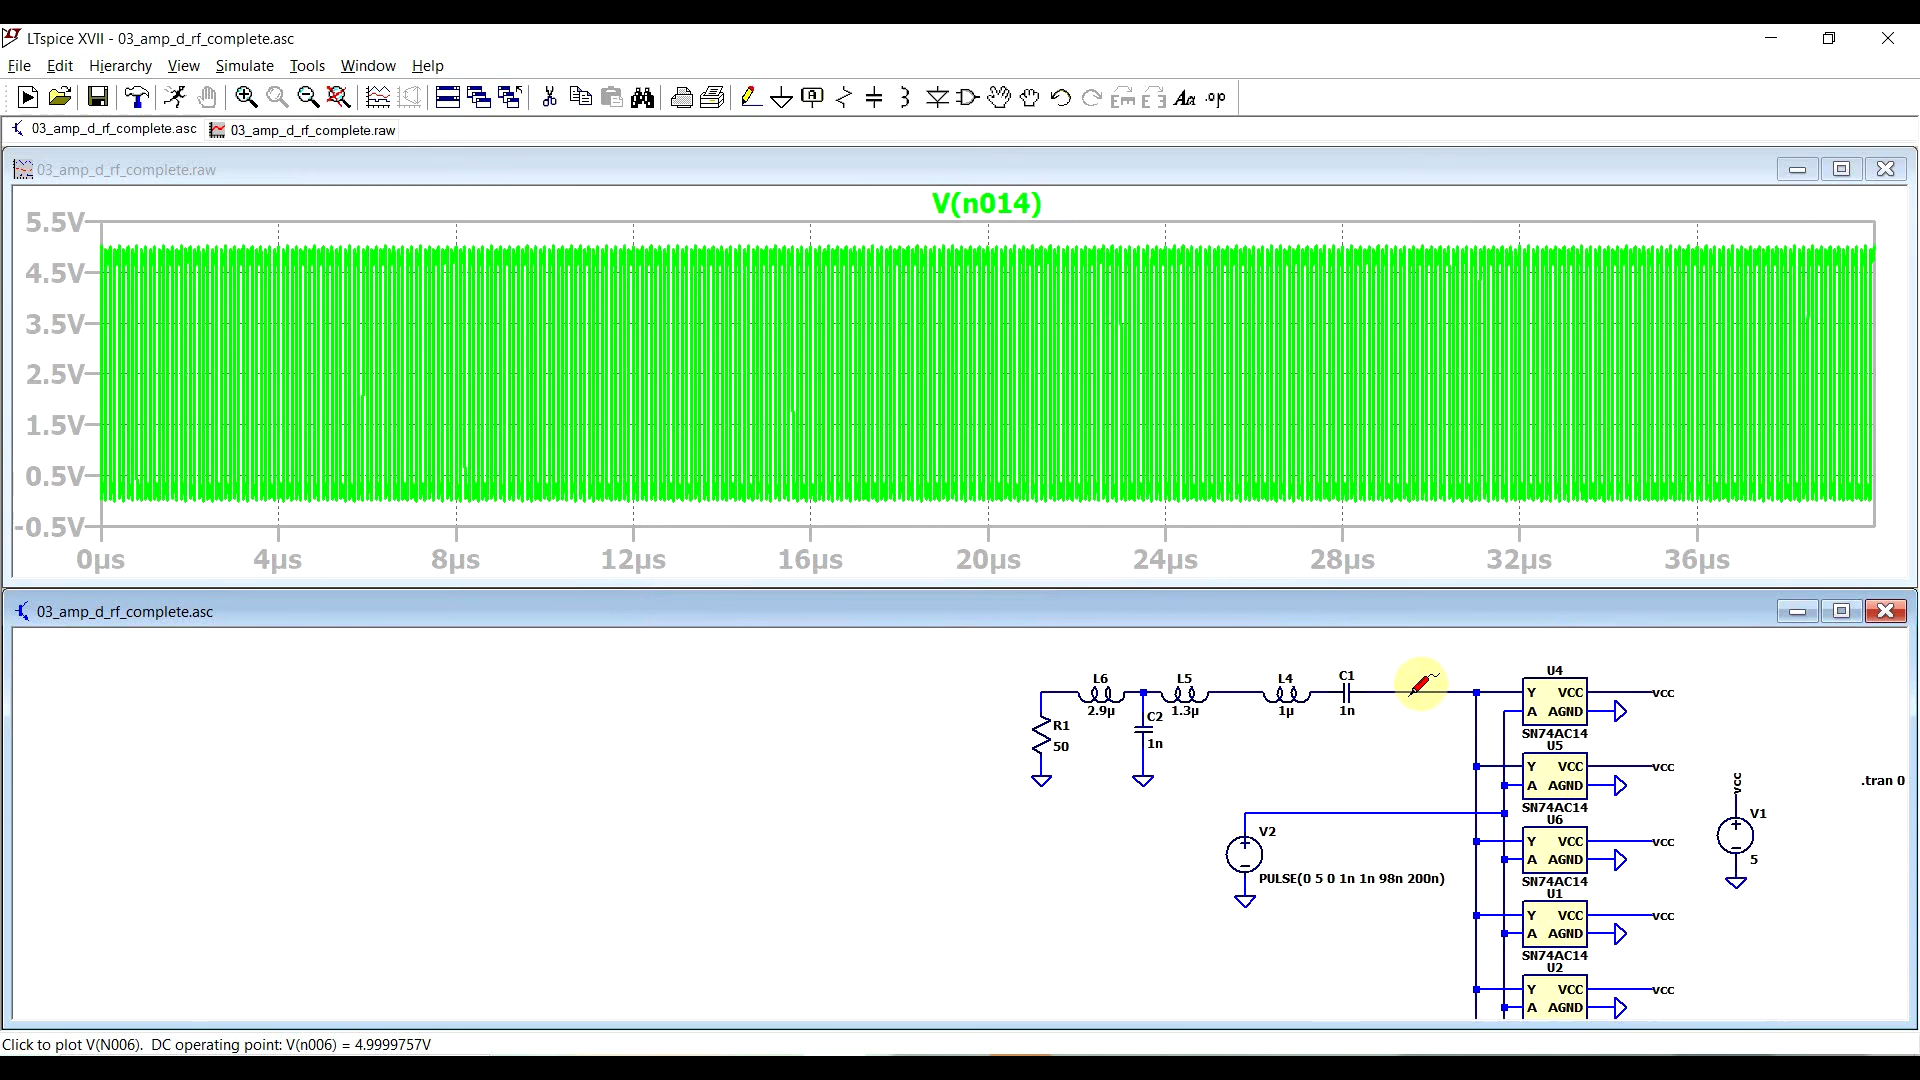 LTspice XVII - 03_amp_d_rf_complete.asc
File Edit Hierarchy View Simulate Tools Window Help
03_amp_d_rf_complete.asc 03_amp_d_rf_complete.raw
03_amp_d_rf_complete.raw
V(n014)
5.5V
4.5V
3.5V
2.5V
1.5V
0.5V
-0.5V
0µs 4µs 8µs 12µs 16µs 20µs 24µs 28µs 32µs 36µs
03_amp_d_rf_complete.asc
L6 L5 L4 C1 U4
2.9µ 1.3µ 1µ 1n
Y VCC vcc
A AGND
SN74AC14
R1
50
C2
1n
U5
Y VCC vcc
A AGND
SN74AC14
U6
Y VCC vcc
A AGND
SN74AC14
U1
Y VCC vcc
A AGND
SN74AC14
U2
Y VCC vcc
A AGND
V2
PULSE(0 5 0 1n 1n 98n 200n)
vcc
V1
5
.tran 0
Click to plot V(N006). DC operating point: V(n006) = 4.9999757V